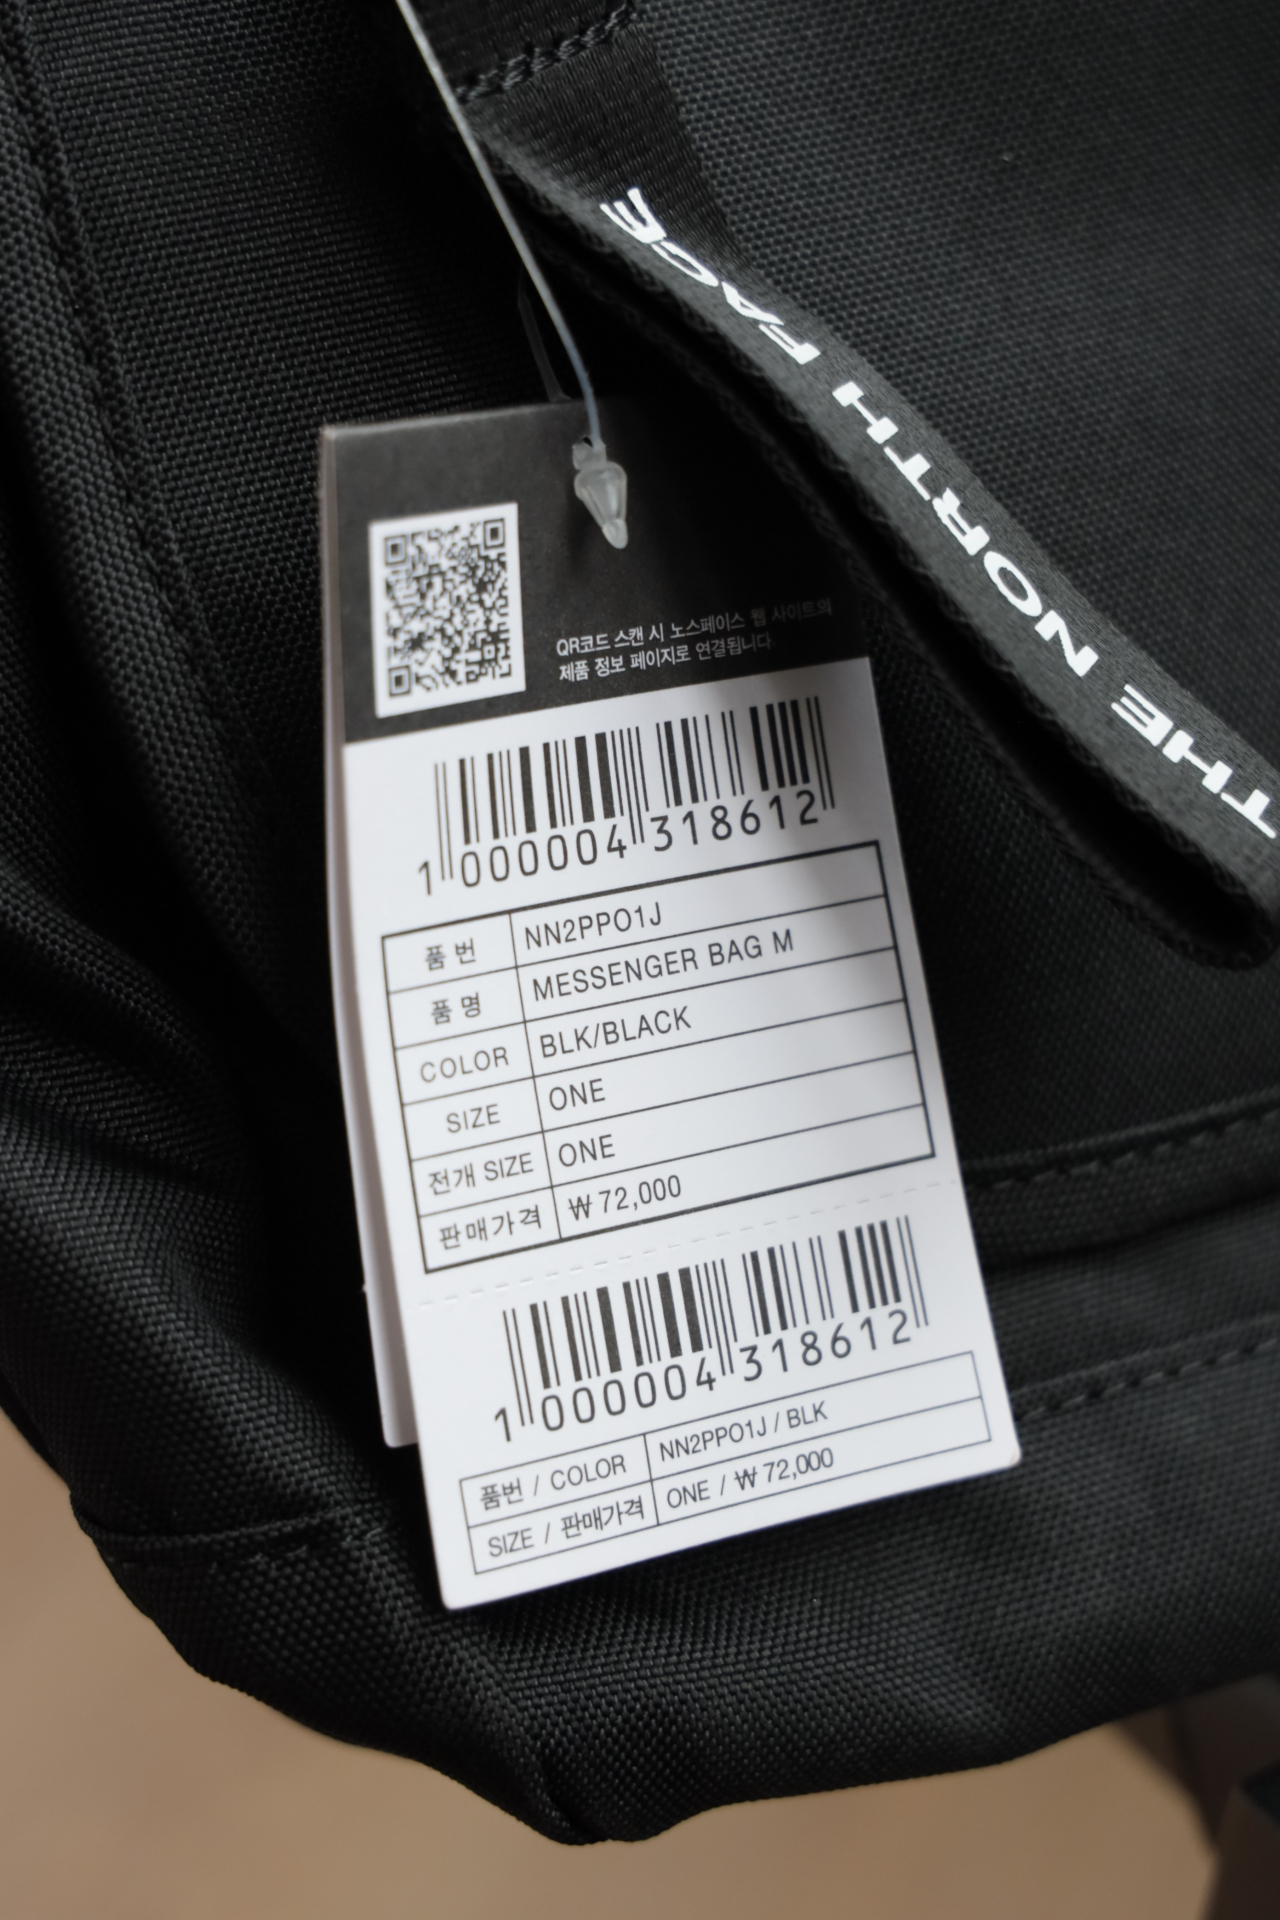 THE NORTH FACE
QR코드 스캔 시 노스페이스 웹 사이트의
제품 정보 페이지로 연결됩니다.
1 000004 318612
품 번 NN2PP01J
품 명 MESSENGER BAG M
COLOR BLK/BLACK
SIZE ONE
전개 SIZE ONE
판매가격 ₩ 72,000
1 000004 318612
품번 / COLOR NN2PP01J / BLK
SIZE / 판매가격 ONE / ₩ 72,000